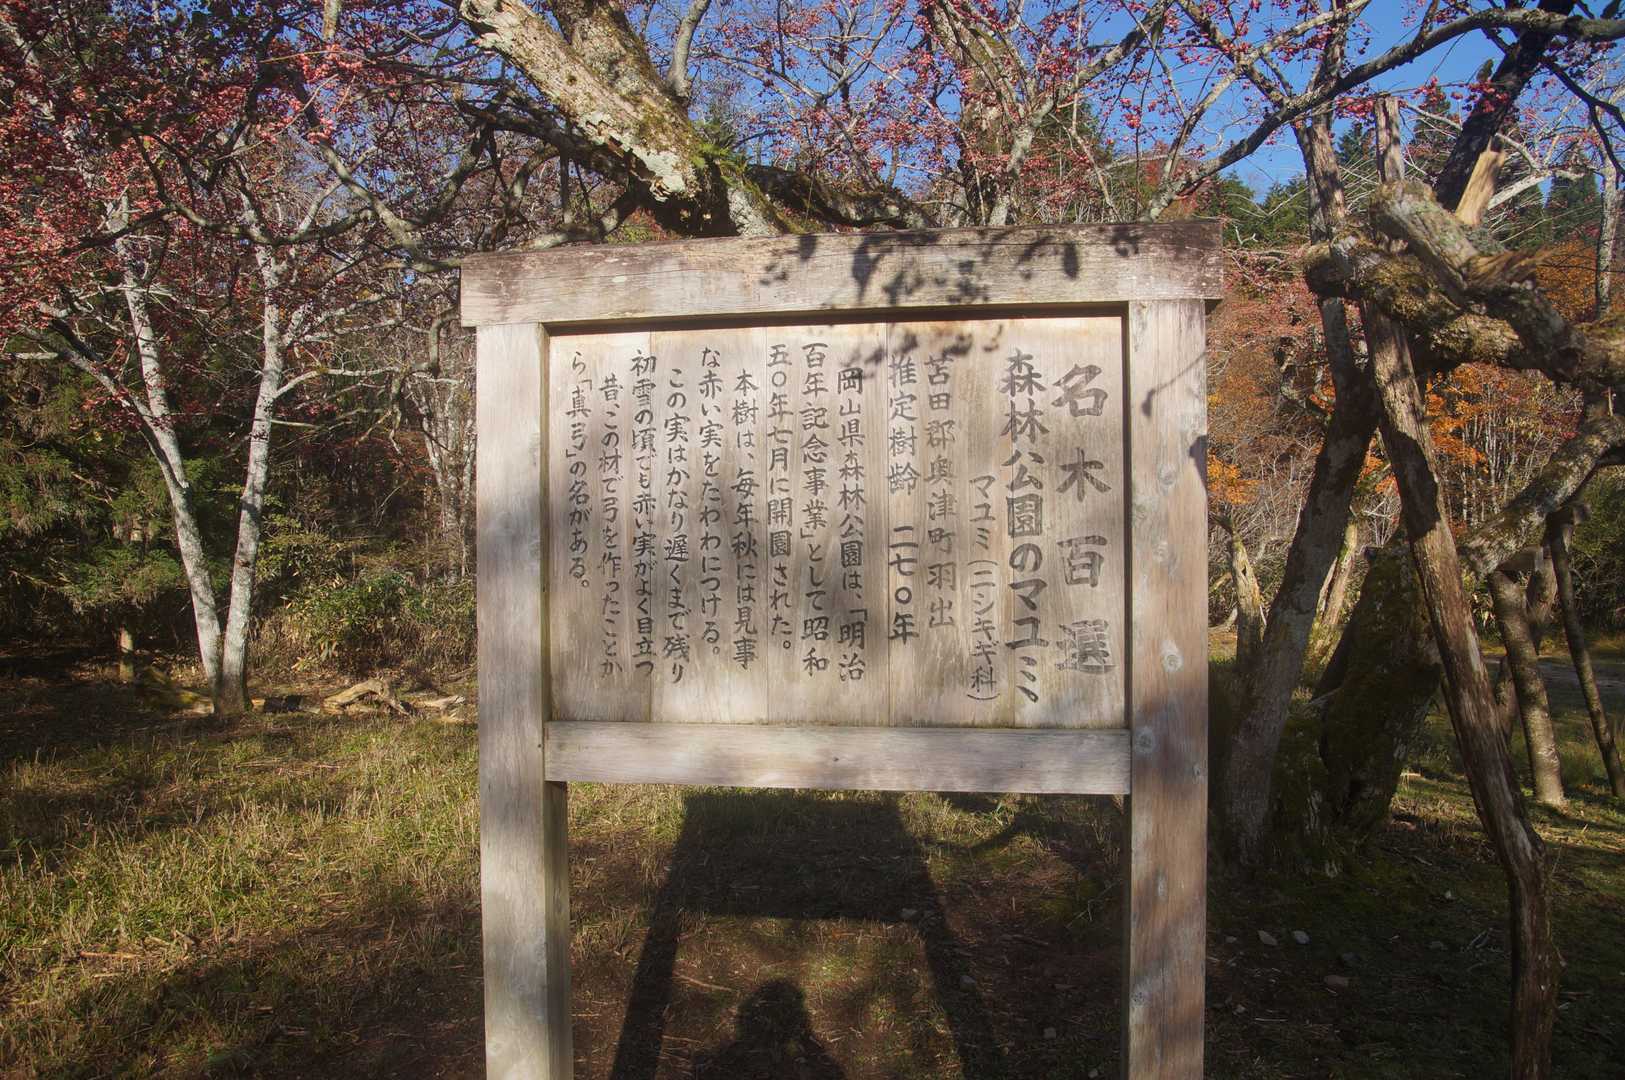 名木百選
森林公園のマユミ
マユミ(ニシキギ科)
苫田郡奥津町羽出
推定樹齢 二七〇年
岡山県森林公園は、「明治
百年記念事業」として昭和
五〇年七月に開園された。
本樹は、毎年秋には見事
な赤い実をたわわにつける。
この実はかなり遅くまで残り
初雪の頃でも赤い実がよく目立つ
昔、この材で弓を作ったことか
ら「真弓」の名がある。